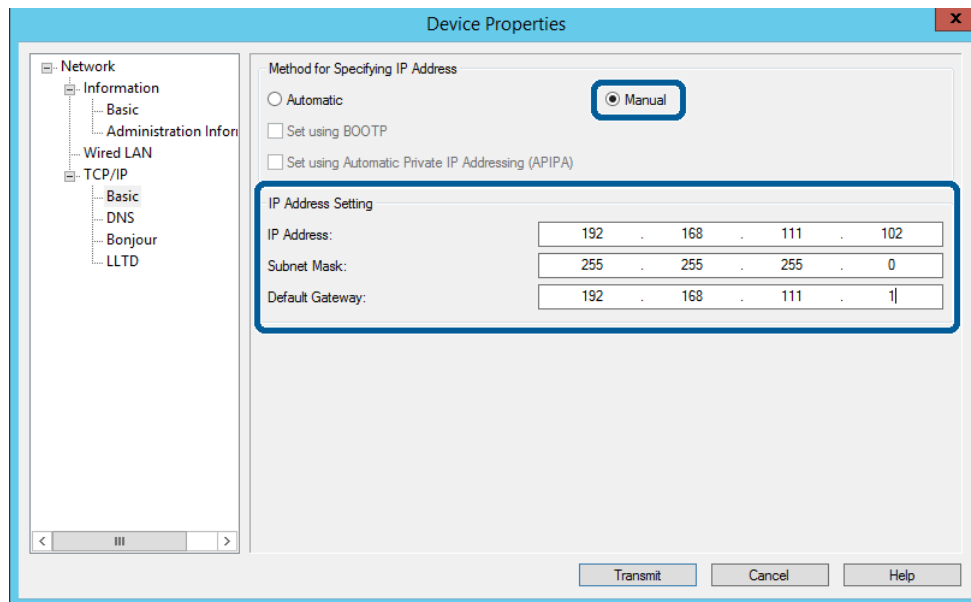 Device Properties
x
Network
Information
Basic
Administration Infor
Wired LAN
TCP/IP
Basic
DNS
Bonjour
LLTD
Method for Specifying IP Address
Automatic
Manual
Set using BOOTP
Set using Automatic Private IP Addressing (APIPA)
IP Address Setting
IP Address: 192 . 168 . 111 . 102
Subnet Mask: 255 . 255 . 255 . 0
Default Gateway: 192 . 168 . 111 . 1
Transmit Cancel Help